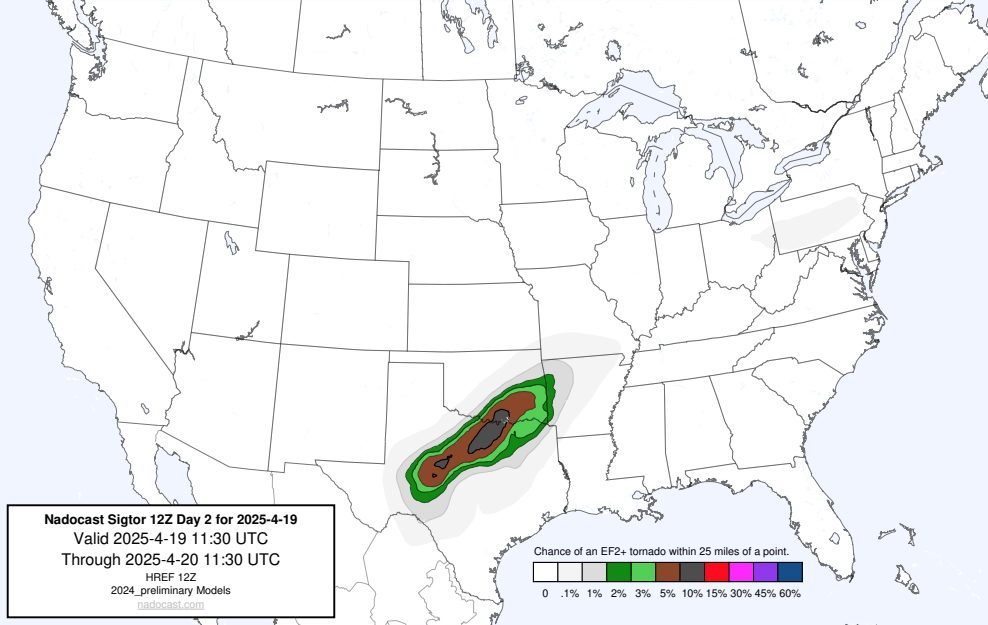 Nadocast Sigtor 12Z Day 2 for 2025-4-19
Valid 2025-4-19 11:30 UTC
Through 2025-4-20 11:30 UTC
HREF 12Z
2024_preliminary Models
nadocast.com
Chance of an EF2+ tornado within 25 miles of a point.
0 .1% 1% 2% 3% 5% 10% 15% 30% 45% 60%